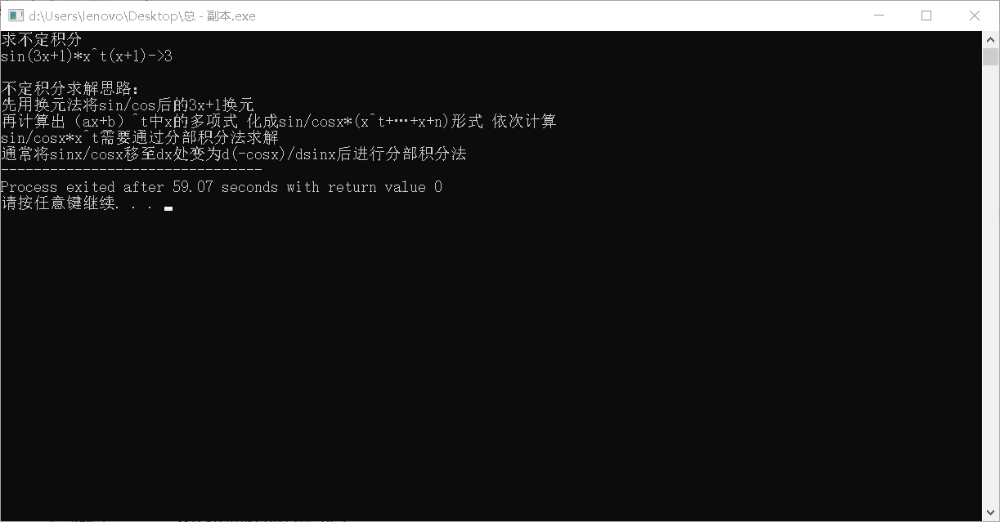 d:\Users\lenovo\Desktop\总 - 副本.exe
求不定积分
sin(3x+1)*x^t(x+1)->3
不定积分求解思路：
先用换元法将sin/cos后的3x+1换元
再计算出（ax+b）^t中x的多项式 化成sin/cosx*(x^t+…+x+n)形式 依次计算
sin/cosx*x^t需要通过分部积分法求解
通常将sinx/cosx移至dx处变为d(-cosx)/dsinx后进行分部积分法
--------------------------------
Process exited after 59.07 seconds with return value 0
请按任意键继续. . .